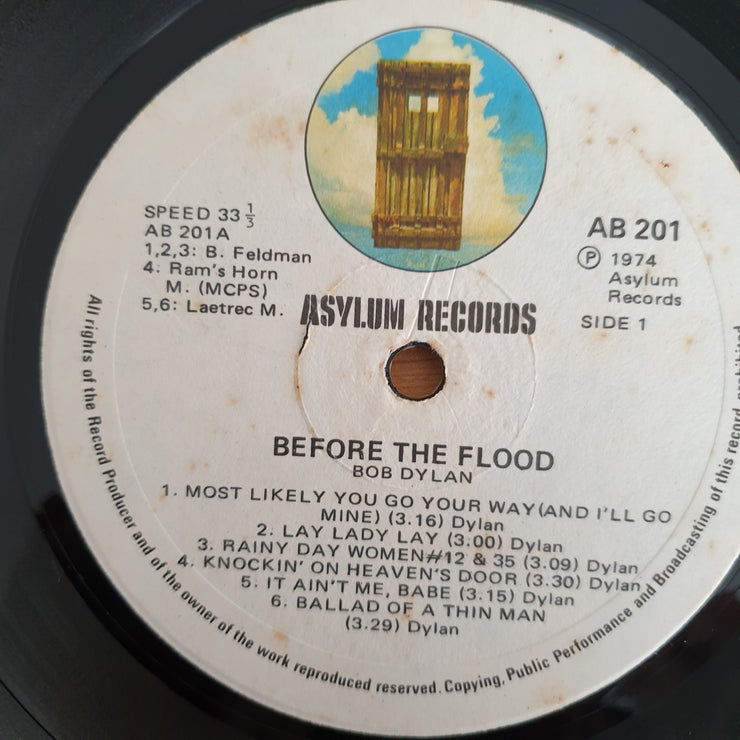 SPEED 33 1/3
AB 201A
1,2,3: B. Feldman
4. Ram's Horn
M. (MCPS)
5,6: Laetrec M.
ASYLUM RECORDS
AB 201
Ⓟ 1974
Asylum
Records
SIDE 1
BEFORE THE FLOOD
BOB DYLAN
1. MOST LIKELY YOU GO YOUR WAY(AND I'LL GO
MINE) (3.16) Dylan
2. LAY LADY LAY (3:00) Dylan
3. RAINY DAY WOMEN#12 & 35 (3.09) Dylan
4. KNOCKIN' ON HEAVEN'S DOOR (3.30) Dylan
5. IT AIN'T ME, BABE (3.15) Dylan
6. BALLAD OF A THIN MAN
(3.29) Dylan
All rights of the Record Producer and of the owner of the work reproduced reserved. Copying, Public Performance and Broadcasting of this record prohibited